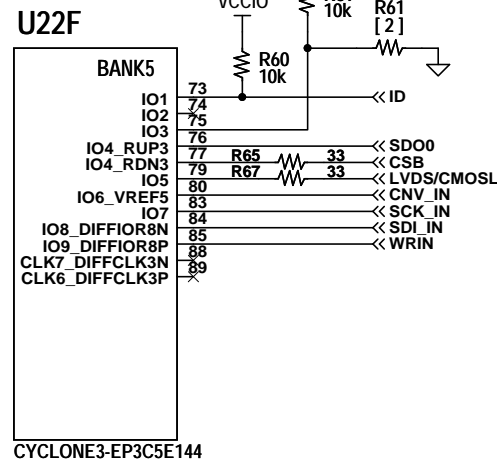 VCCIO
R61
10k
[ 2 ]
U22F
R60
10k
BANK5
IO1 73 ID
IO2 74
IO3 75
IO4_RUP3 76 SDO0
IO4_RDN3 77 R65 33 CSB
IO5 79 R67 33 LVDS/CMOSL
IO6_VREF5 80 CNV_IN
IO7 83 SCK_IN
IO8_DIFFIOR8N 84 SDI_IN
IO9_DIFFIOR8P 85 WRIN
CLK7_DIFFCLK3N 88
CLK6_DIFFCLK3P 89
CYCLONE3-EP3C5E144